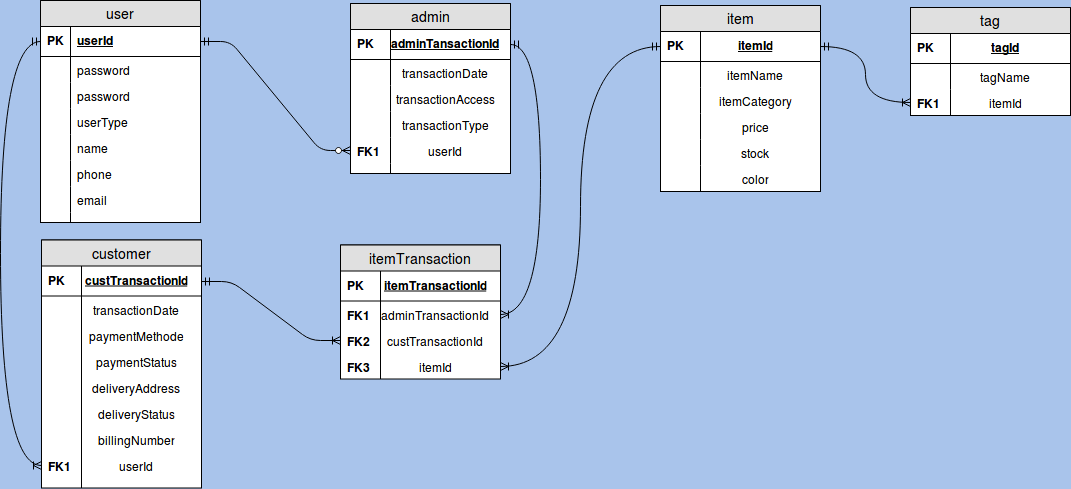 user
PK userId
password
password
userType
name
phone
email
admin
PK adminTansactionId
transactionDate
transactionAccess
transactionType
FK1 userId
item
PK itemId
itemName
itemCategory
price
stock
color
tag
PK tagId
tagName
FK1 itemId
customer
PK custTransactionId
transactionDate
paymentMethode
paymentStatus
deliveryAddress
deliveryStatus
billingNumber
FK1 userId
itemTransaction
PK itemTransactionId
FK1 adminTransactionId
FK2 custTransactionId
FK3 itemId